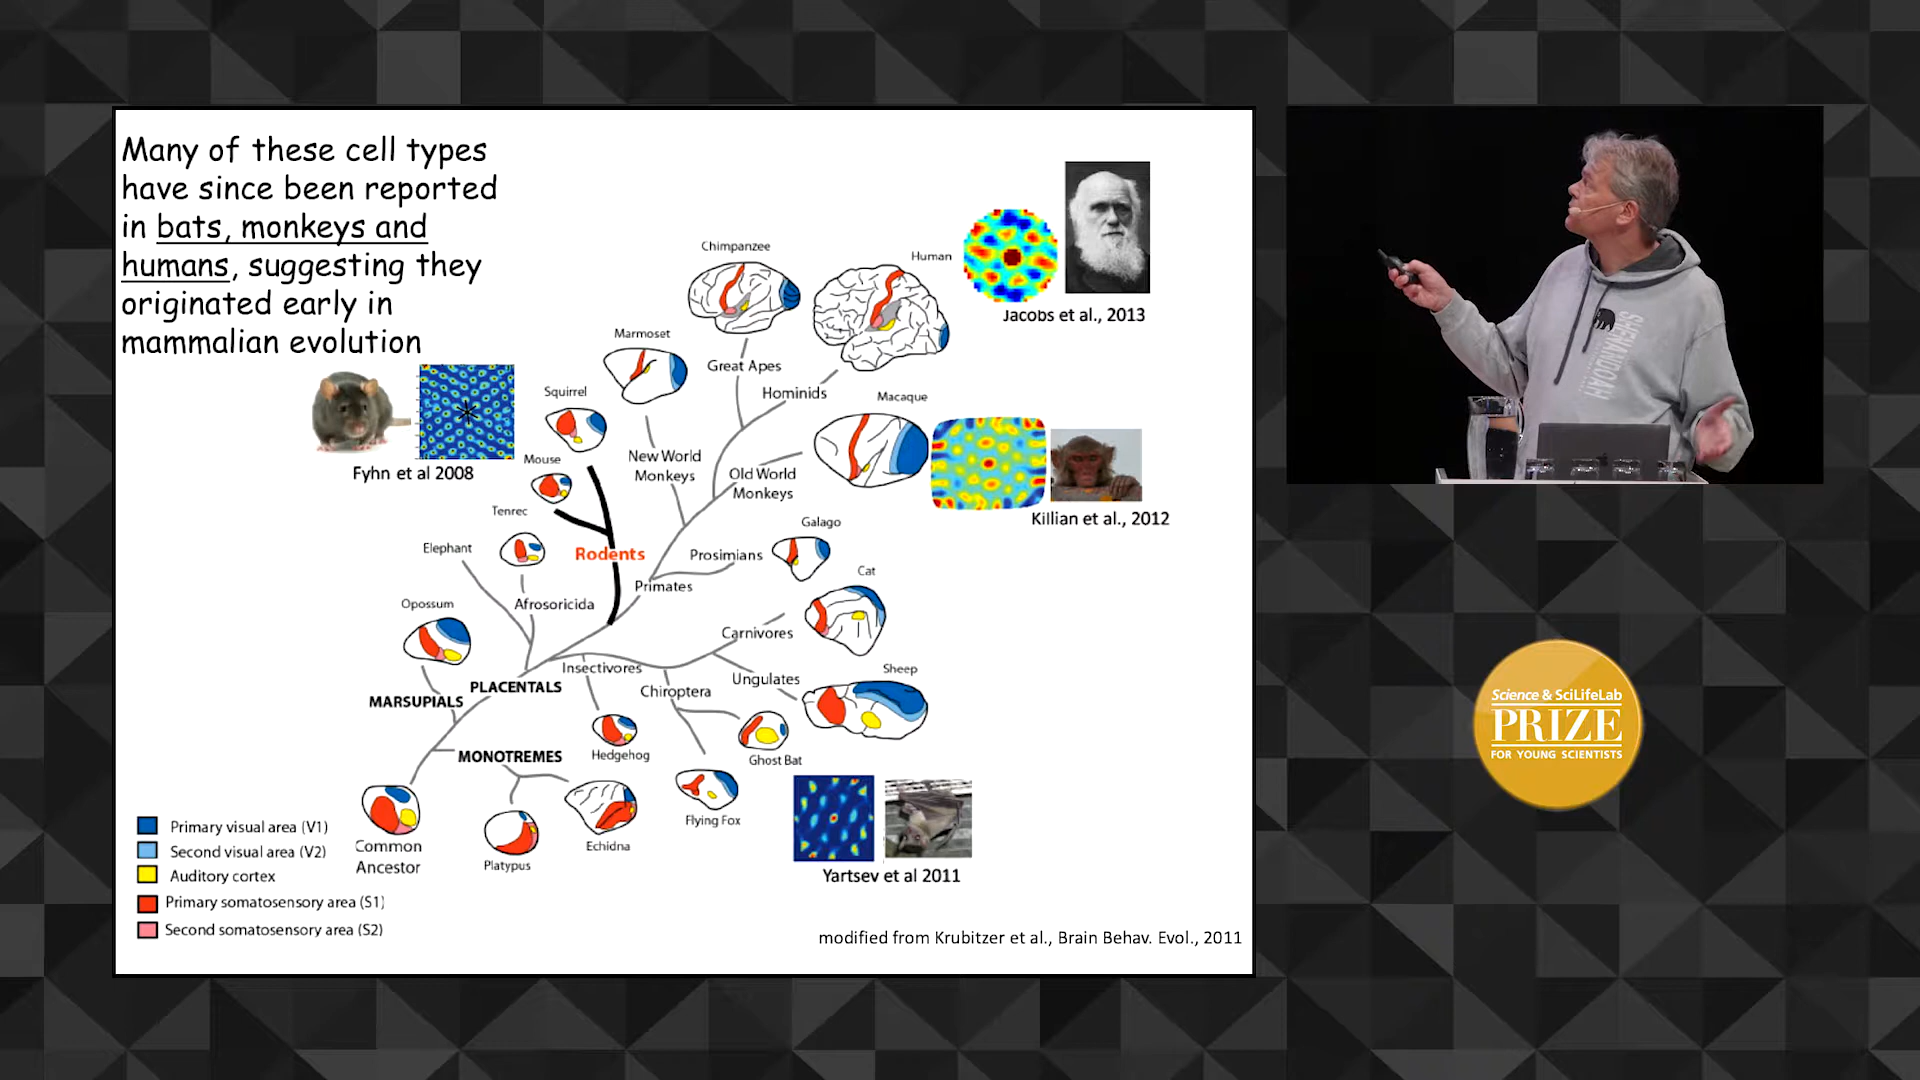 Many of these cell types
have since been reported
in bats, monkeys and
humans, suggesting they
originated early in
mammalian evolution
Fyhn et al 2008
Chimpanzee
Human
Jacobs et al., 2013
Marmoset
Great Apes
Hominids
Squirrel
Macaque
Mouse
New World
Monkeys
Old World
Monkeys
Killian et al., 2012
Tenrec
Galago
Elephant
Rodents
Prosimians
Primates
Cat
Opossum
Afrosoricida
Carnivores
Insectivores
Sheep
Ungulates
PLACENTALS
Chiroptera
MARSUPIALS
MONOTREMES
Hedgehog
Ghost Bat
Flying Fox
Echidna
Platypus
Common
Ancestor
Yartsev et al 2011
Primary visual area (V1)
Second visual area (V2)
Auditory cortex
Primary somatosensory area (S1)
Second somatosensory area (S2)
modified from Krubitzer et al., Brain Behav. Evol., 2011
Science & SciLifeLab
PRIZE
FOR YOUNG SCIENTISTS